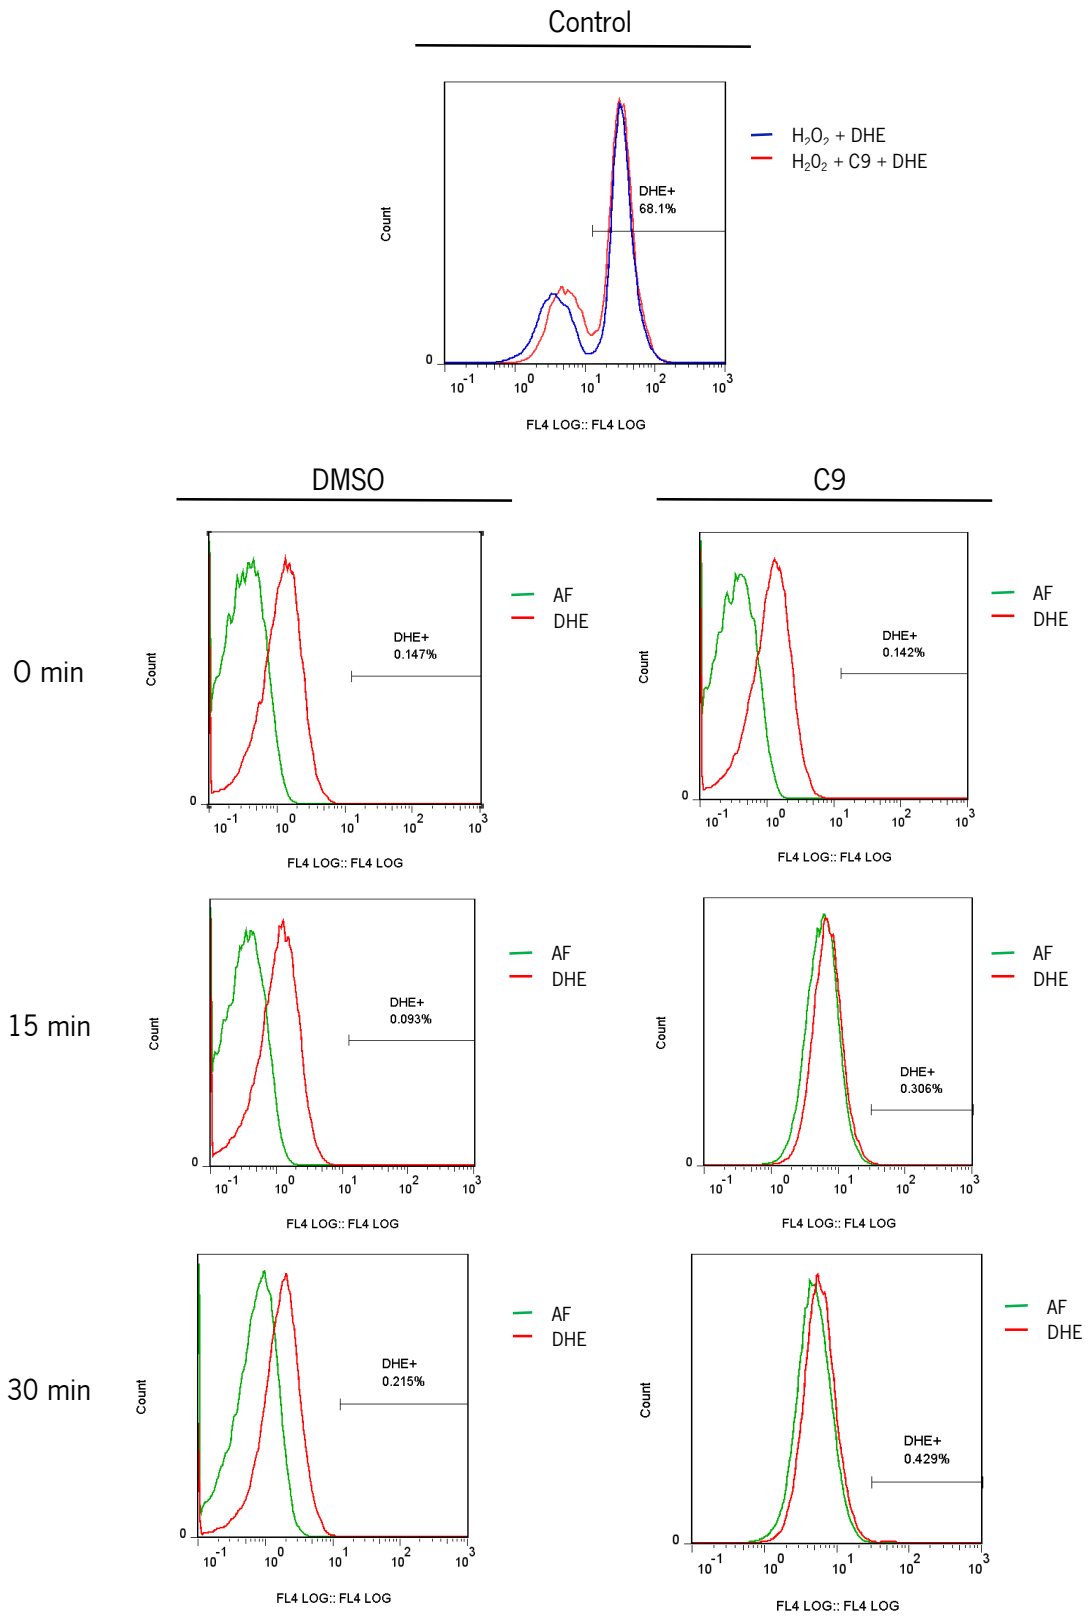 Control
H₂O₂ + DHE
H₂O₂ + C9 + DHE
DHE+
68.1%
Count
0
10⁻¹ 10⁰ 10¹ 10² 10³
FL4 LOG:: FL4 LOG
DMSO
C9
0 min
AF
DHE
DHE+
0.147%
Count
0
10⁻¹ 10⁰ 10¹ 10² 10³
FL4 LOG:: FL4 LOG
AF
DHE
DHE+
0.142%
Count
0
10⁻¹ 10⁰ 10¹ 10² 10³
FL4 LOG:: FL4 LOG
15 min
AF
DHE
DHE+
0.093%
Count
0
10⁻¹ 10⁰ 10¹ 10² 10³
FL4 LOG:: FL4 LOG
AF
DHE
DHE+
0.306%
Count
0
10⁻¹ 10⁰ 10¹ 10² 10³
FL4 LOG:: FL4 LOG
30 min
AF
DHE
DHE+
0.215%
Count
0
10⁻¹ 10⁰ 10¹ 10² 10³
FL4 LOG:: FL4 LOG
AF
DHE
DHE+
0.429%
Count
0
10⁻¹ 10⁰ 10¹ 10² 10³
FL4 LOG:: FL4 LOG